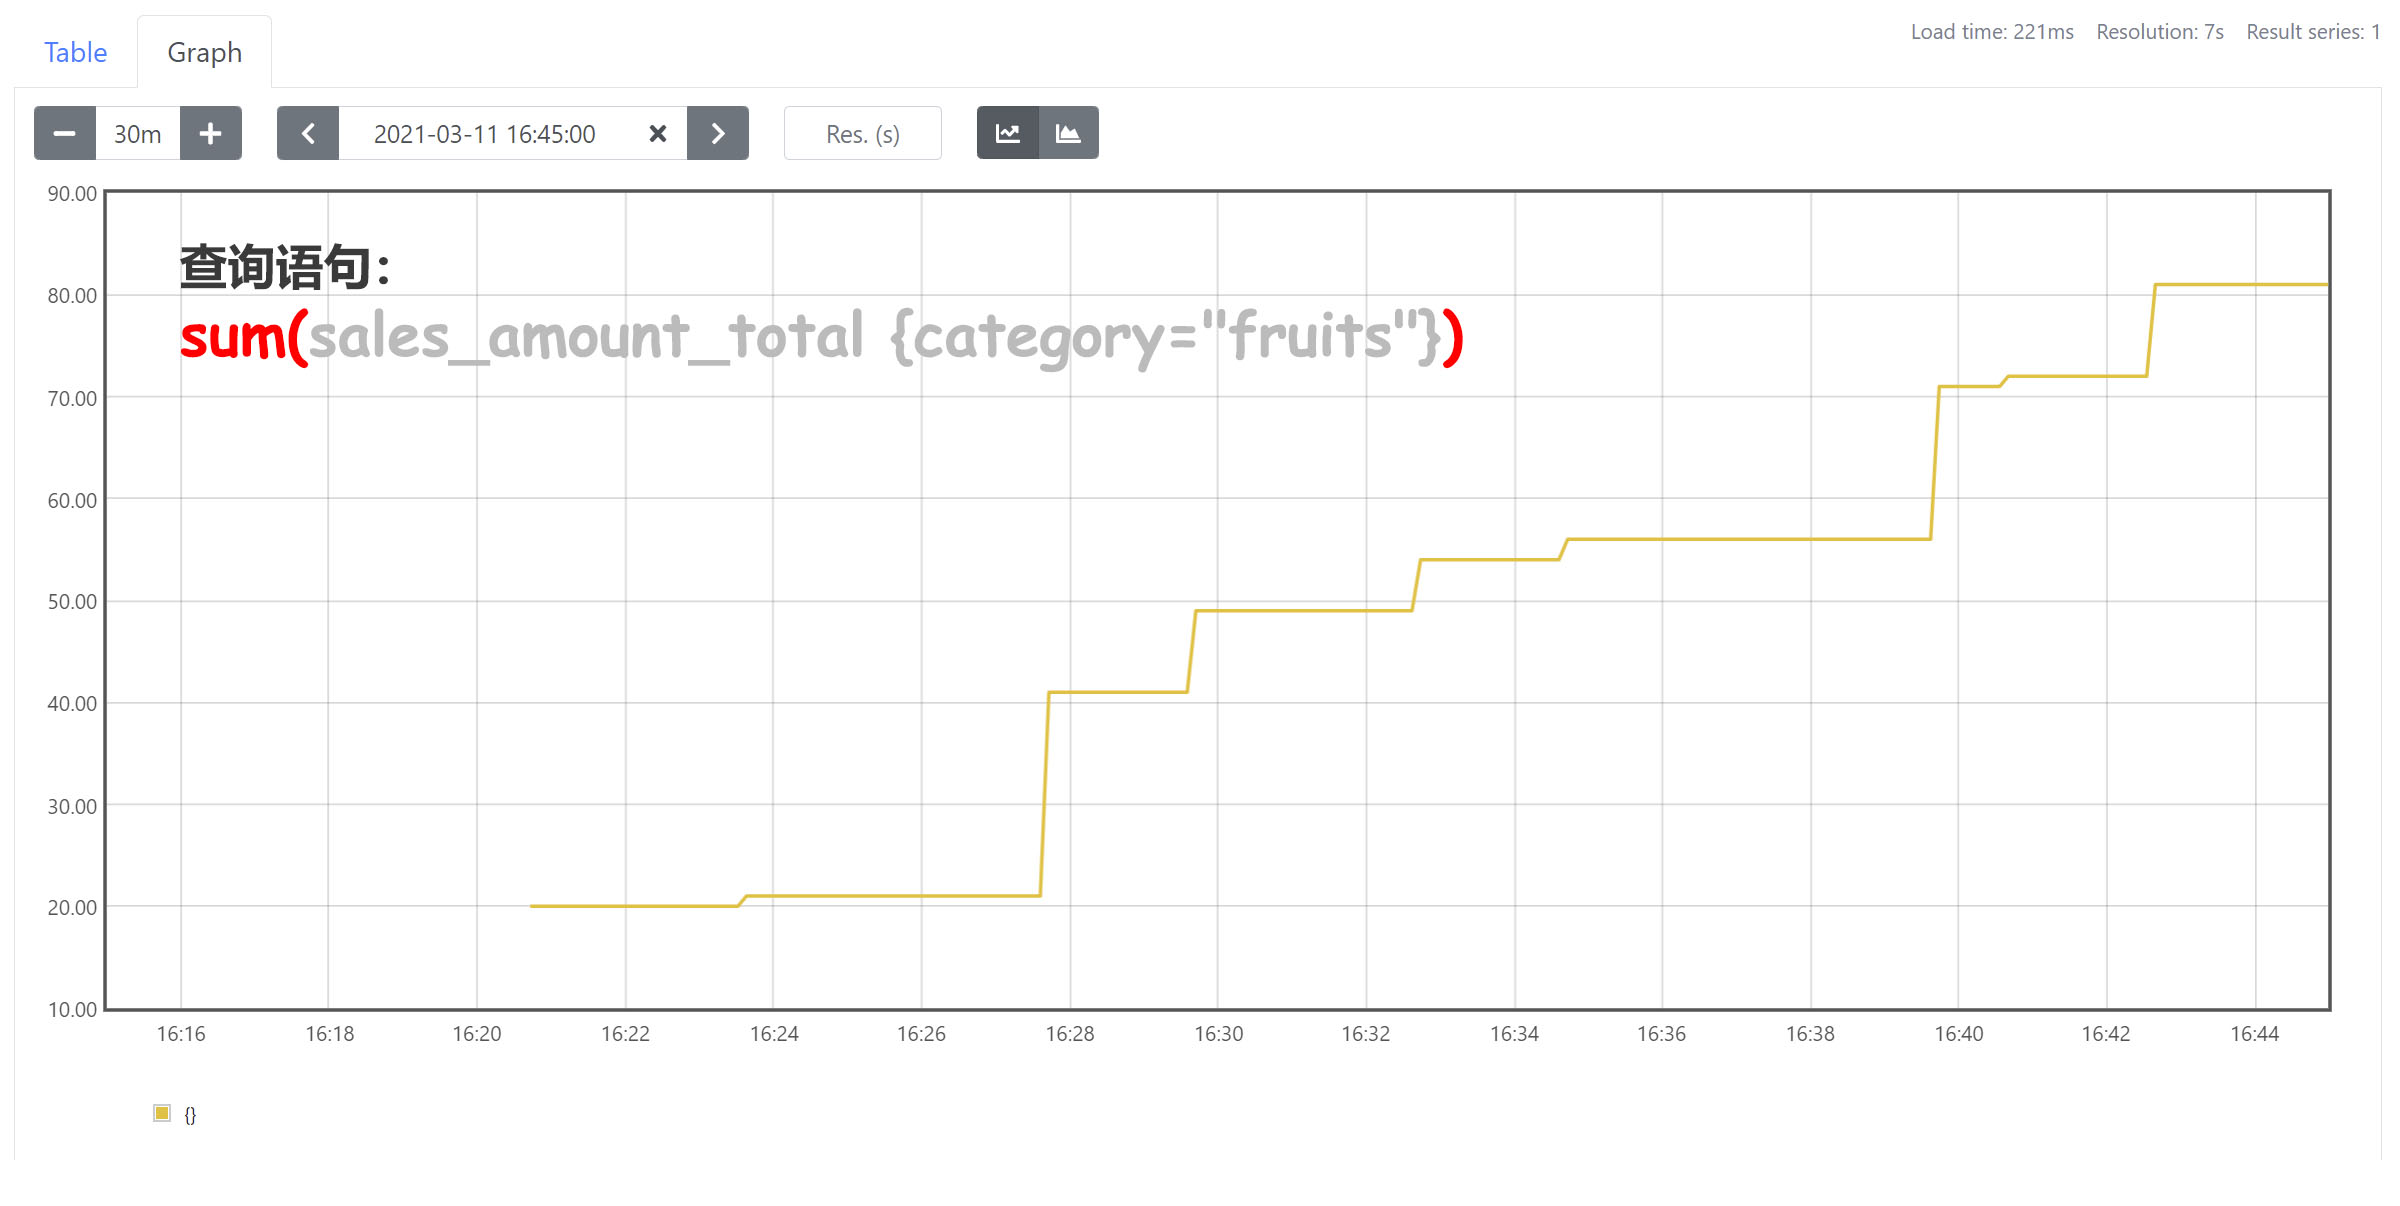 Load time: 221ms Resolution: 7s Result series: 1
Table Graph
30m 2021-03-11 16:45:00 Res. (s)
90.00
查询语句：
80.00
sum(sales_amount_total {category="fruits"})
70.00
60.00
50.00
40.00
30.00
20.00
10.00
16:16 16:18 16:20 16:22 16:24 16:26 16:28 16:30 16:32 16:34 16:36 16:38 16:40 16:42 16:44
{}